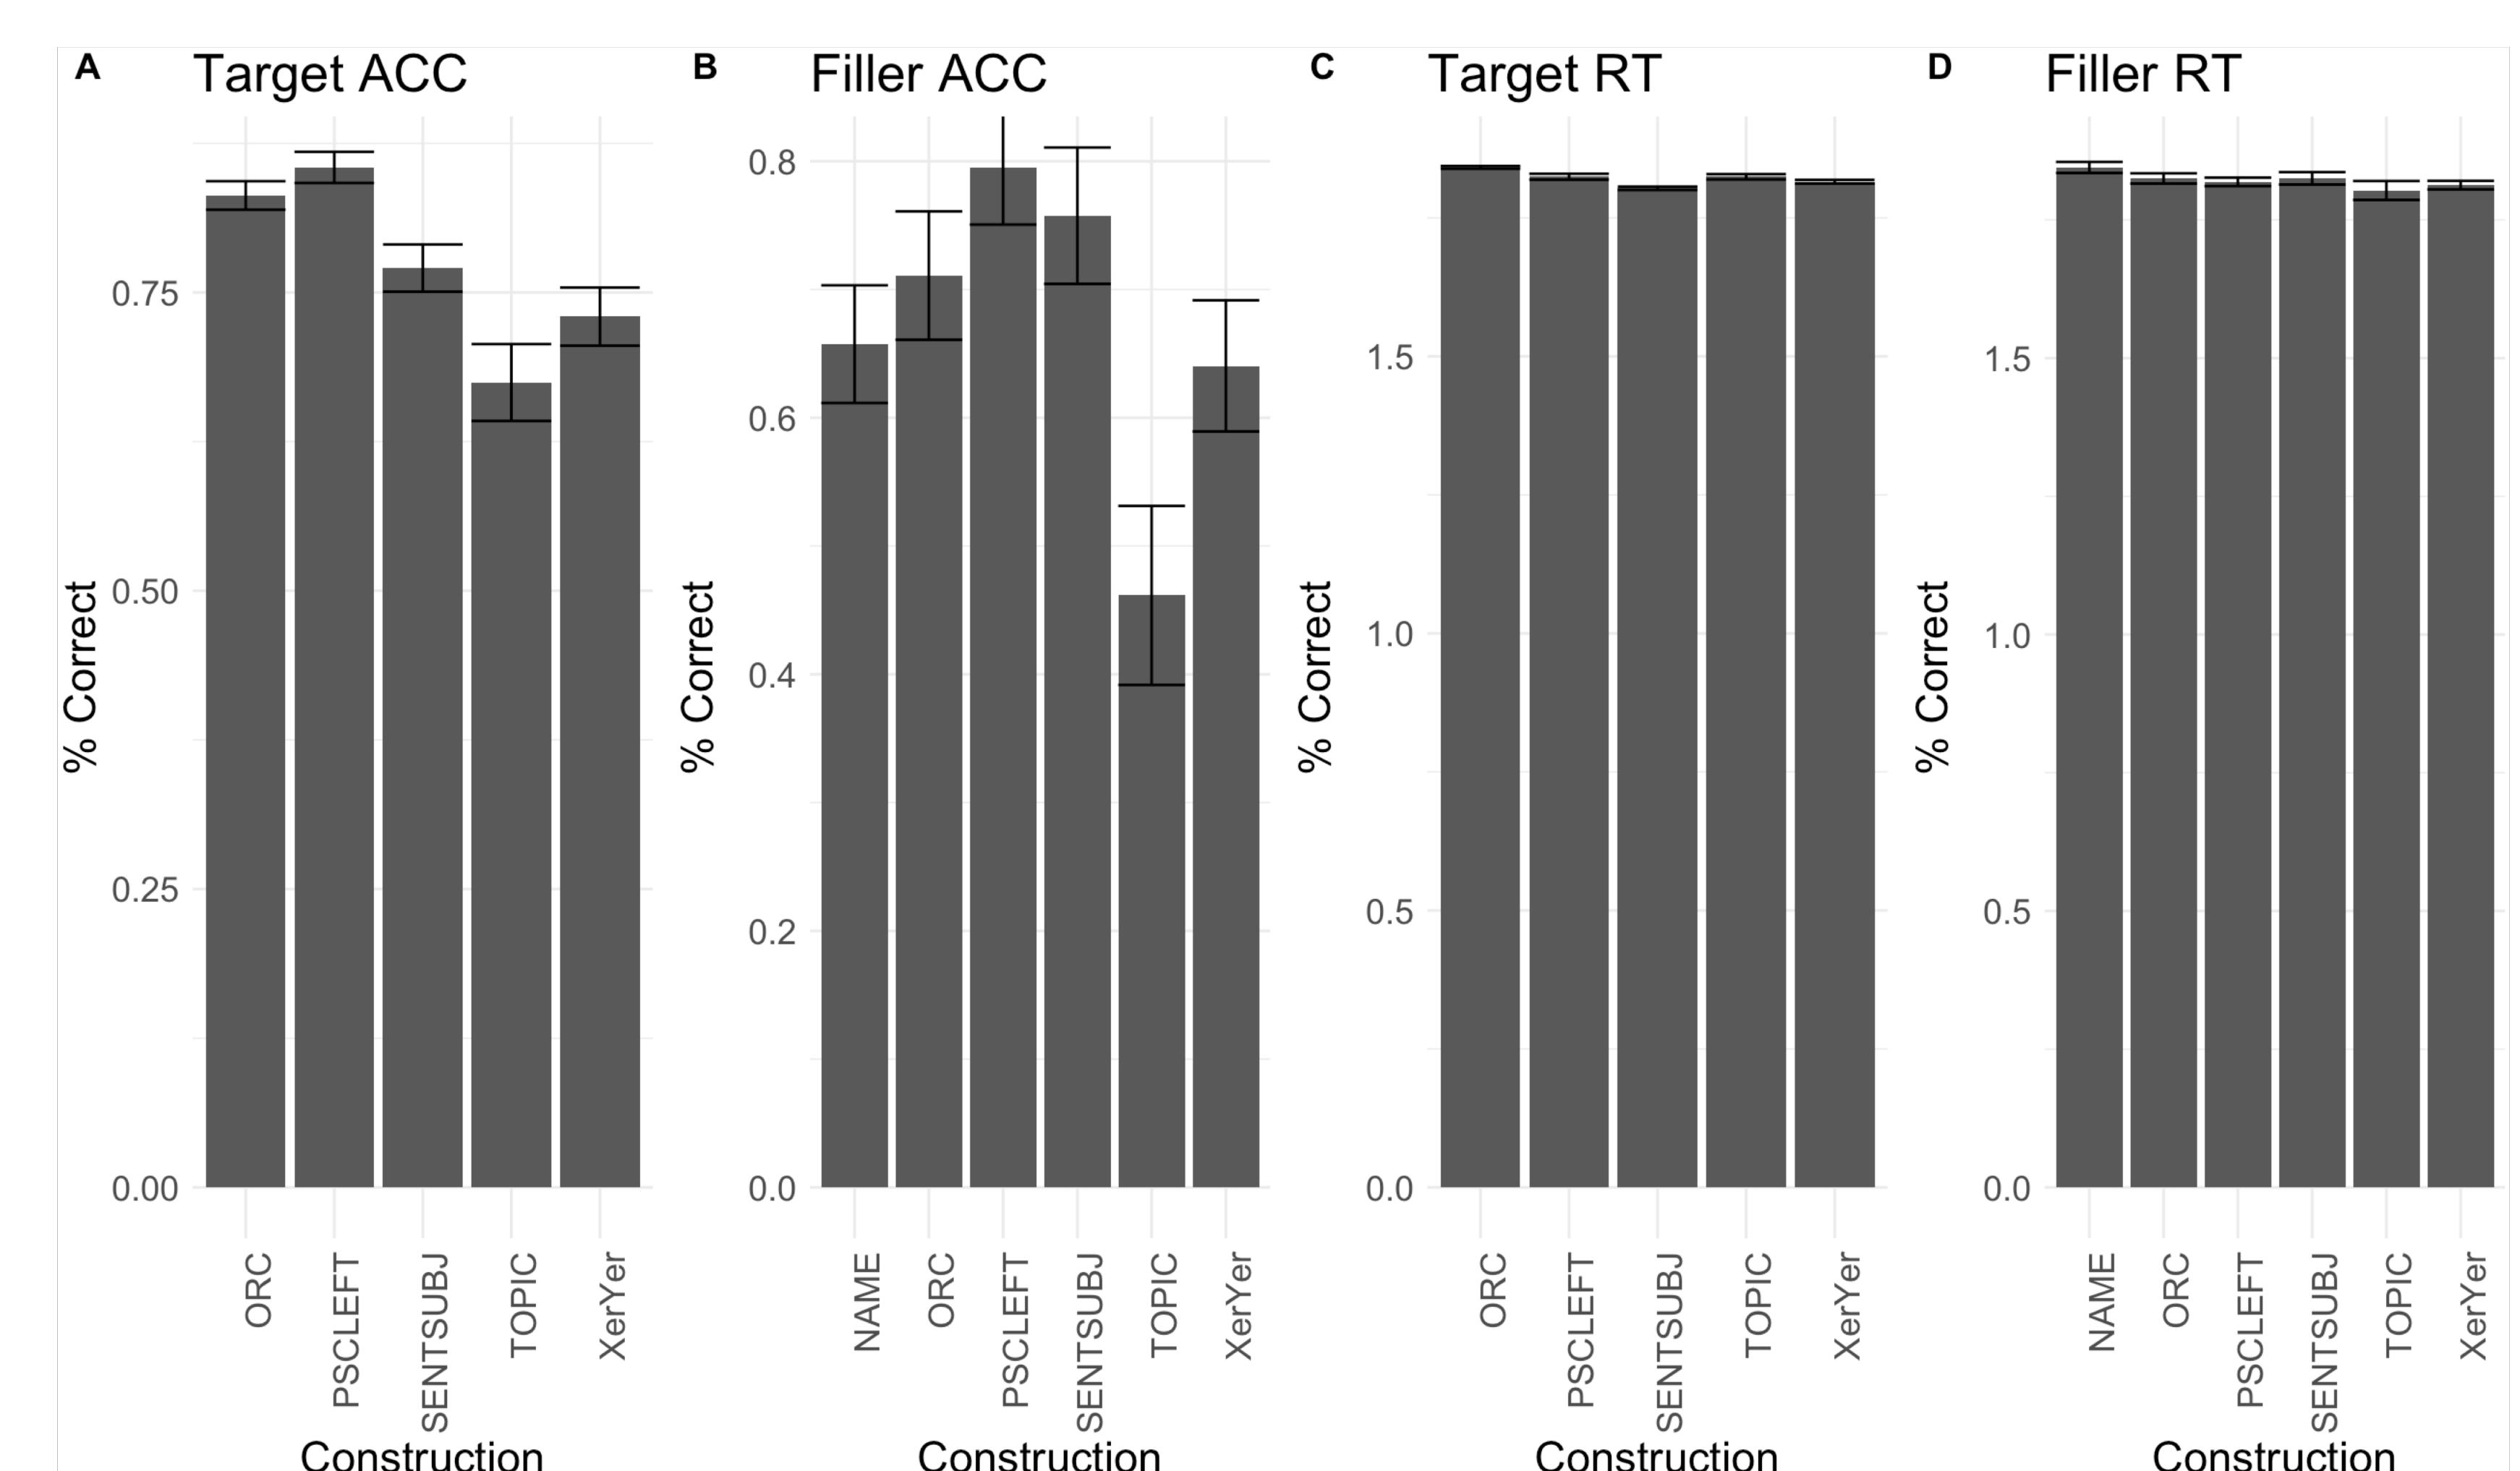 A Target ACC
% Correct
0.75
0.50
0.25
0.00
ORC
PSCLEFT
SENTSUBJ
TOPIC
XerYer
Construction
B Filler ACC
% Correct
0.8
0.6
0.4
0.2
0.0
NAME
ORC
PSCLEFT
SENTSUBJ
TOPIC
XerYer
Construction
C Target RT
% Correct
1.5
1.0
0.5
0.0
ORC
PSCLEFT
SENTSUBJ
TOPIC
XerYer
Construction
D Filler RT
% Correct
1.5
1.0
0.5
0.0
NAME
ORC
PSCLEFT
SENTSUBJ
TOPIC
XerYer
Construction